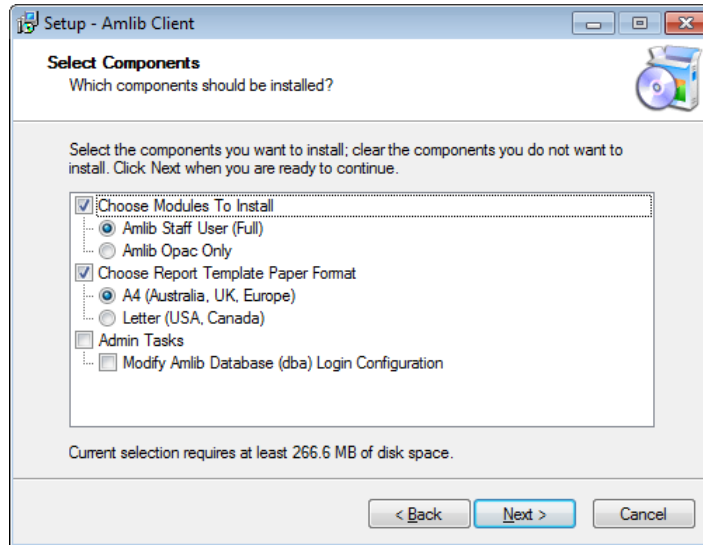 Setup - Amlib Client
Select Components
Which components should be installed?
Select the components you want to install; clear the components you do not want to
install. Click Next when you are ready to continue.
Choose Modules To Install
Amlib Staff User (Full)
Amlib Opac Only
Choose Report Template Paper Format
A4 (Australia, UK, Europe)
Letter (USA, Canada)
Admin Tasks
Modify Amlib Database (dba) Login Configuration
Current selection requires at least 266.6 MB of disk space.
< Back
Next >
Cancel